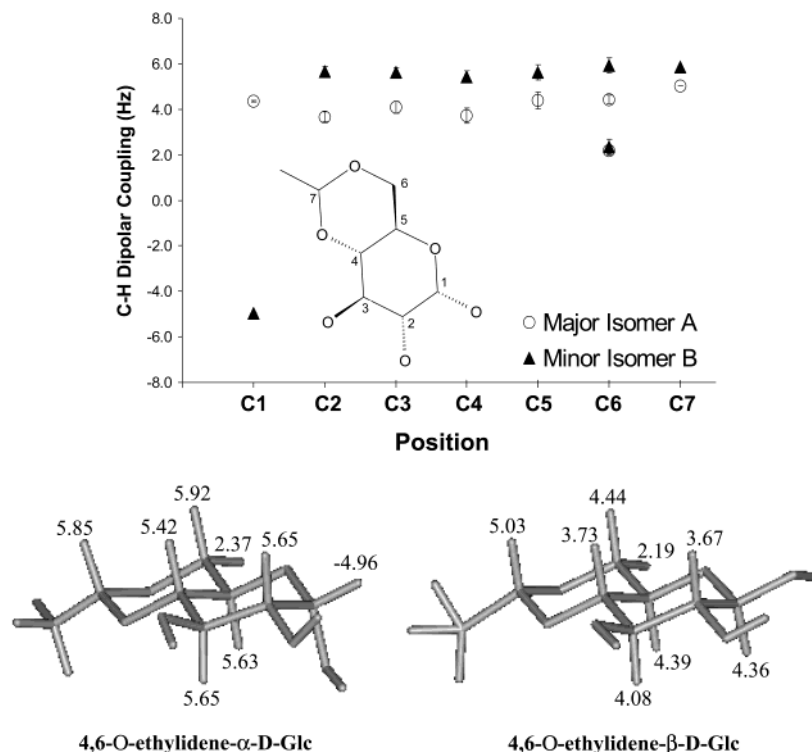 C-H Dipolar Coupling (Hz)
8.0
6.0
4.0
2.0
0.0
-2.0
-4.0
-6.0
-8.0
O
6
7
5
O
O
4
1
3
2
O
O
O
Major Isomer A
Minor Isomer B
C1 C2 C3 C4 C5 C6 C7
Position
5.92
5.85 5.42 2.37 5.65
-4.96
5.63
5.65
4,6-O-ethylidene-α-D-Glc
4.44
5.03 3.73 2.19 3.67
4.39 4.36
4.08
4,6-O-ethylidene-β-D-Glc